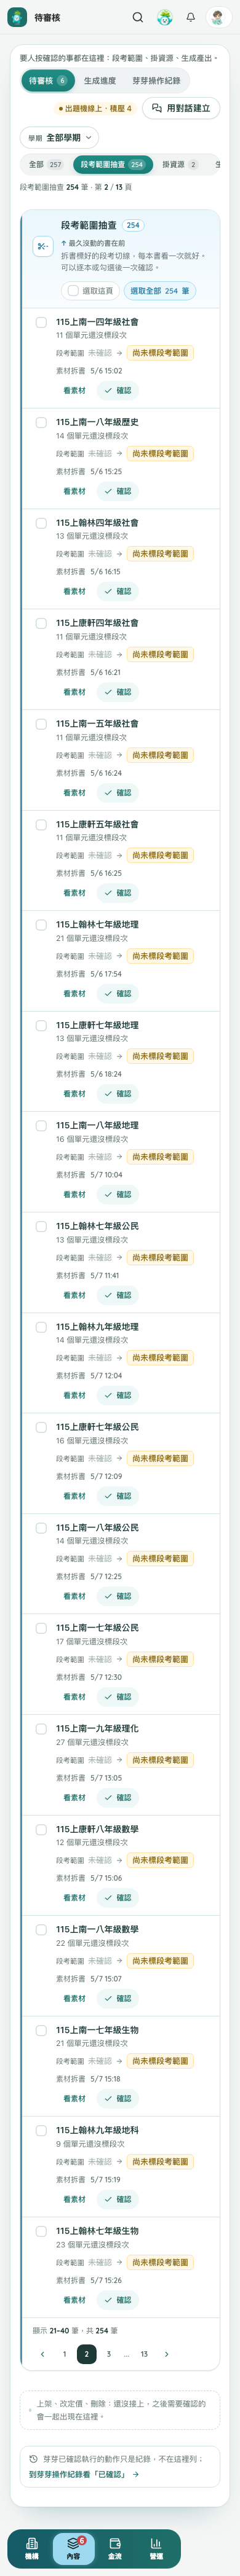 待審核
要人按確認的事都在這裡：段考範圍、掛資源、生成產出。
待審核 6 生成進度 芽芽操作紀錄
出題機線上・積壓 4 用對話建立
學期 全部學期
全部 257 段考範圍抽查 254 掛資源 2
段考範圍抽查 254 筆・第 2 / 13 頁
段考範圍抽查 254
↑ 最久沒動的書在前
拆書標好的段考切線，每本書看一次就好。
可以逐本或勾選後一次確認。
選取這頁 選取全部 254 筆
115上南一四年級社會
11 個單元還沒標段次
段考範圍 未確認 → 尚未標段考範圍
素材拆書 5/6 15:02
看素材 確認
115上南一八年級歷史
14 個單元還沒標段次
段考範圍 未確認 → 尚未標段考範圍
素材拆書 5/6 15:25
看素材 確認
115上翰林四年級社會
13 個單元還沒標段次
段考範圍 未確認 → 尚未標段考範圍
素材拆書 5/6 16:15
看素材 確認
115上康軒四年級社會
11 個單元還沒標段次
段考範圍 未確認 → 尚未標段考範圍
素材拆書 5/6 16:21
看素材 確認
115上南一五年級社會
11 個單元還沒標段次
段考範圍 未確認 → 尚未標段考範圍
素材拆書 5/6 16:24
看素材 確認
115上康軒五年級社會
11 個單元還沒標段次
段考範圍 未確認 → 尚未標段考範圍
素材拆書 5/6 16:25
看素材 確認
115上翰林七年級地理
21 個單元還沒標段次
段考範圍 未確認 → 尚未標段考範圍
素材拆書 5/6 17:54
看素材 確認
115上康軒七年級地理
13 個單元還沒標段次
段考範圍 未確認 → 尚未標段考範圍
素材拆書 5/6 18:24
看素材 確認
115上南一八年級地理
16 個單元還沒標段次
段考範圍 未確認 → 尚未標段考範圍
素材拆書 5/7 10:04
看素材 確認
115上翰林七年級公民
13 個單元還沒標段次
段考範圍 未確認 → 尚未標段考範圍
素材拆書 5/7 11:41
看素材 確認
115上翰林九年級地理
14 個單元還沒標段次
段考範圍 未確認 → 尚未標段考範圍
素材拆書 5/7 12:04
看素材 確認
115上康軒七年級公民
16 個單元還沒標段次
段考範圍 未確認 → 尚未標段考範圍
素材拆書 5/7 12:09
看素材 確認
115上南一八年級公民
14 個單元還沒標段次
段考範圍 未確認 → 尚未標段考範圍
素材拆書 5/7 12:25
看素材 確認
115上南一七年級公民
17 個單元還沒標段次
段考範圍 未確認 → 尚未標段考範圍
素材拆書 5/7 12:30
看素材 確認
115上南一九年級理化
27 個單元還沒標段次
段考範圍 未確認 → 尚未標段考範圍
素材拆書 5/7 13:05
看素材 確認
115上康軒八年級數學
12 個單元還沒標段次
段考範圍 未確認 → 尚未標段考範圍
素材拆書 5/7 15:06
看素材 確認
115上南一八年級數學
22 個單元還沒標段次
段考範圍 未確認 → 尚未標段考範圍
素材拆書 5/7 15:07
看素材 確認
115上南一七年級生物
21 個單元還沒標段次
段考範圍 未確認 → 尚未標段考範圍
素材拆書 5/7 15:18
看素材 確認
115上翰林九年級地科
9 個單元還沒標段次
段考範圍 未確認 → 尚未標段考範圍
素材拆書 5/7 15:19
看素材 確認
115上翰林七年級生物
23 個單元還沒標段次
段考範圍 未確認 → 尚未標段考範圍
素材拆書 5/7 15:26
看素材 確認
顯示 21–40 筆・共 254 筆
‹ 1 2 3 … 13 ›
上架、改定價、刪除：還沒接上，之後需要確認的
會一起出現在這裡。
芽芽已確認執行的動作只是紀錄，不在這裡列：
到芽芽操作紀錄看「已確認」 →
6
機構 內容 金流 營運